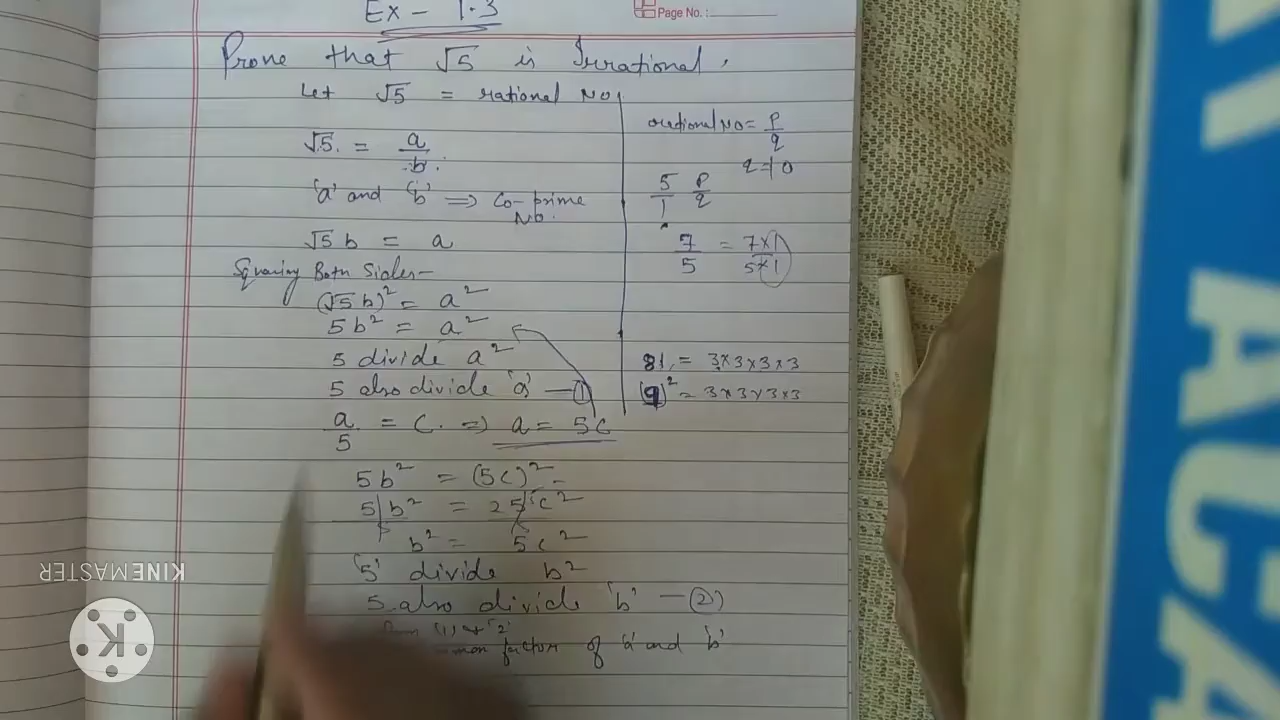 Ex - 1.3
Page No. :
Prove that √5 is Irrational.
Let √5 = rational No.
√5 = a/b
'a' and 'b' ⇒ Co-prime No.
√5 b = a
Squaring Both Sides-
(√5 b)² = a²
5b² = a²
5 divide a²
5 also divide 'a' — (1)
a/5 = C. ⇒ a = 5C
5b² = (5c)²
5b² = 25c²
b² = 5c²
'5' divide b²
5 also divide 'b' — (2)
(1) "2"
factor of 'a' and 'b'
rational No = P/q
q ≠ 0
5/1 P/q
7/5 = 7×1/5×1
81 = 3×3×3×3
(9)² = 3×3×3×3
KINEMASTER
K